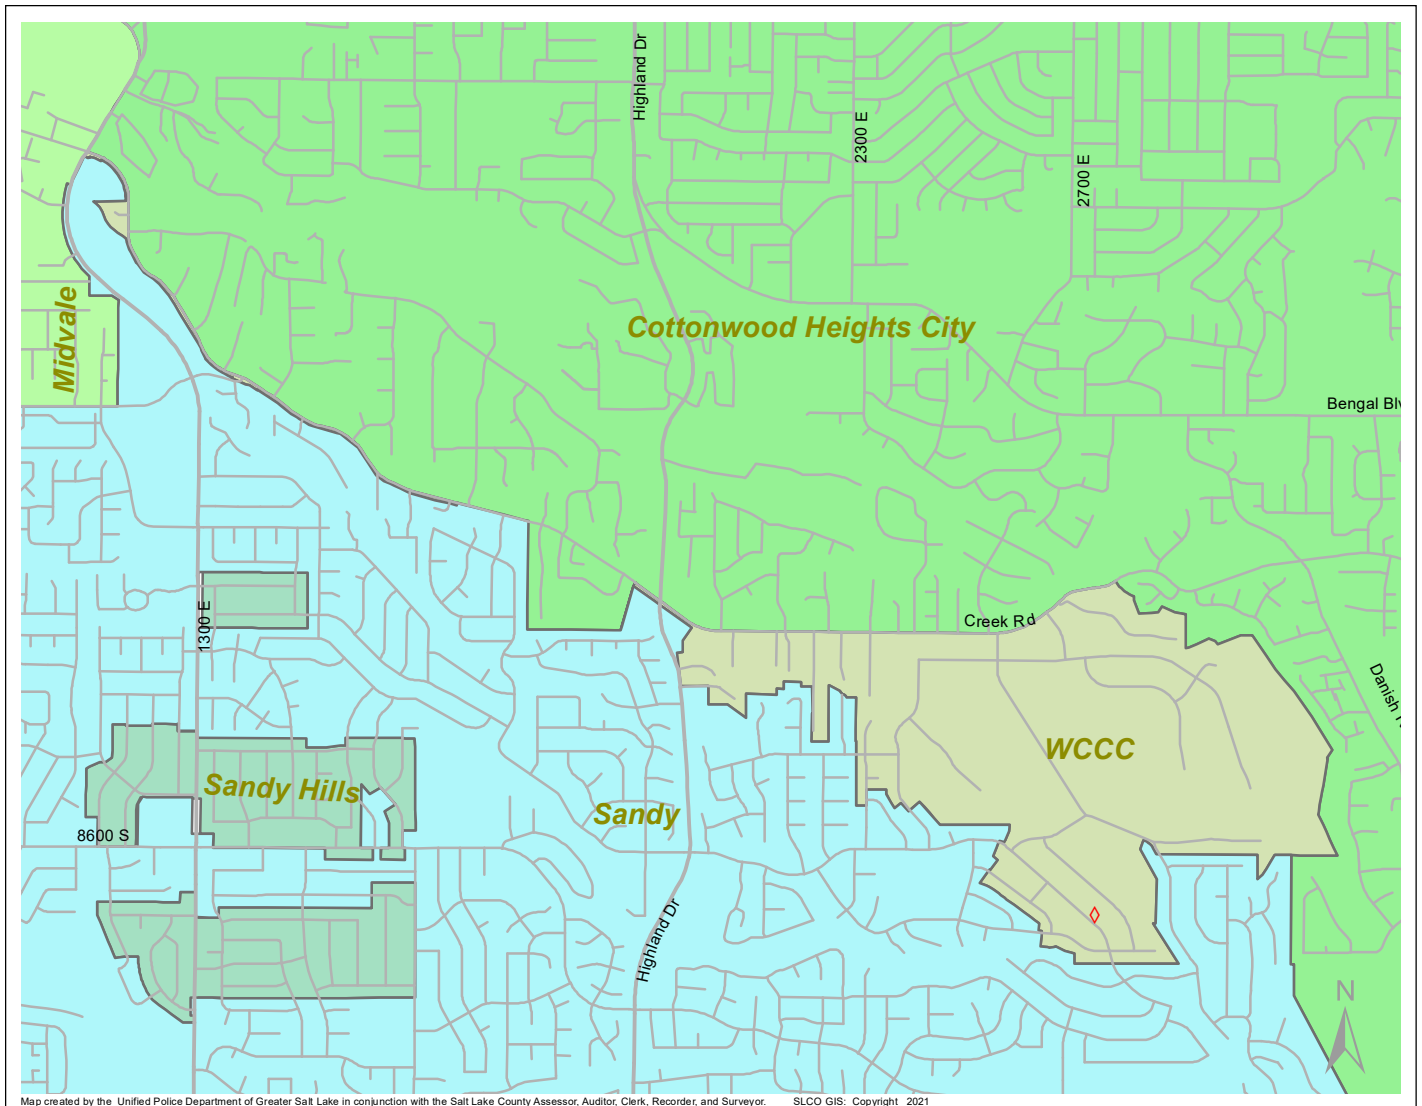 Highland Dr
2300 E
2700 E
Midvale
Cottonwood Heights City
Bengal Blv
1300 E
Creek Rd
Danish
WCCC
Sandy Hills
Sandy
8600 S
Highland Dr
N
Map created by the Unified Police Department of Greater Salt Lake in conjunction with the Salt Lake County Assessor, Auditor, Clerk, Recorder, and Surveyor. SLCO GIS: Copyright 2021